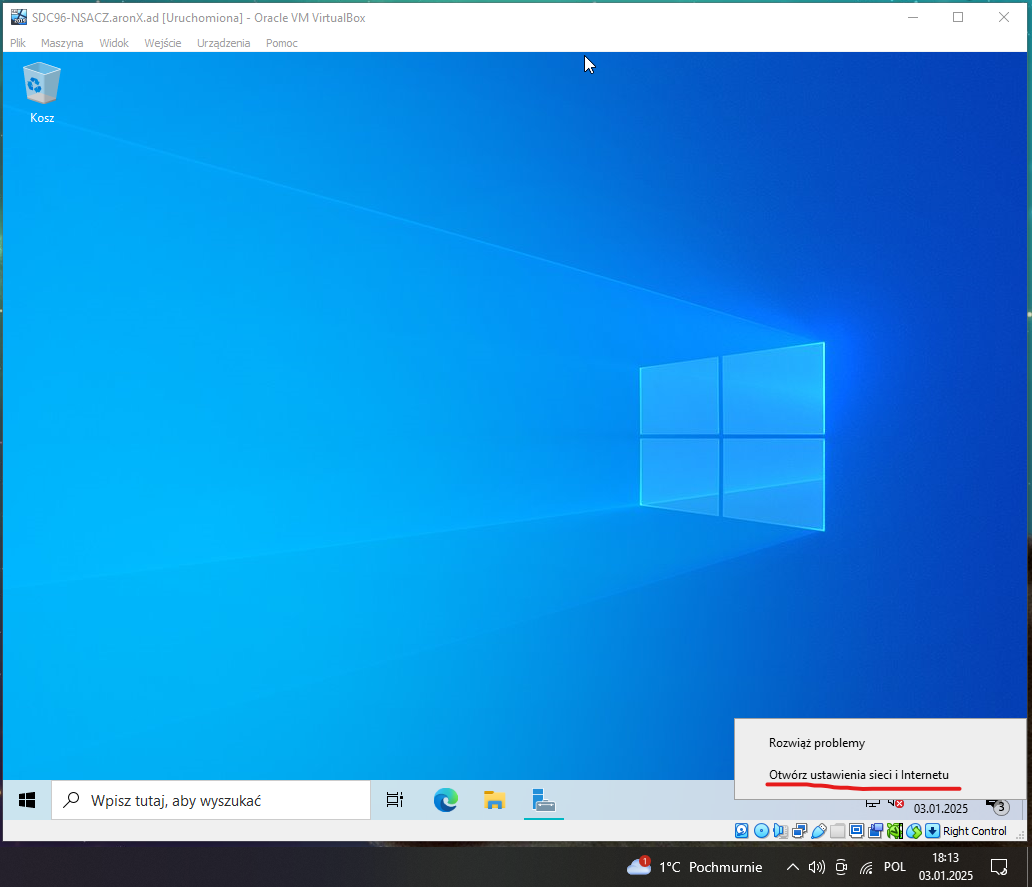 SDC96-NSACZ.aronX.ad [Uruchomiona] - Oracle VM VirtualBox
Plik Maszyna Widok Wejście Urządzenia Pomoc
Kosz
Rozwiąż problemy
Otwórz ustawienia sieci i Internetu
Wpisz tutaj, aby wyszukać
03.01.2025
3
Right Control
1
1°C Pochmurnie
POL
18:13
03.01.2025